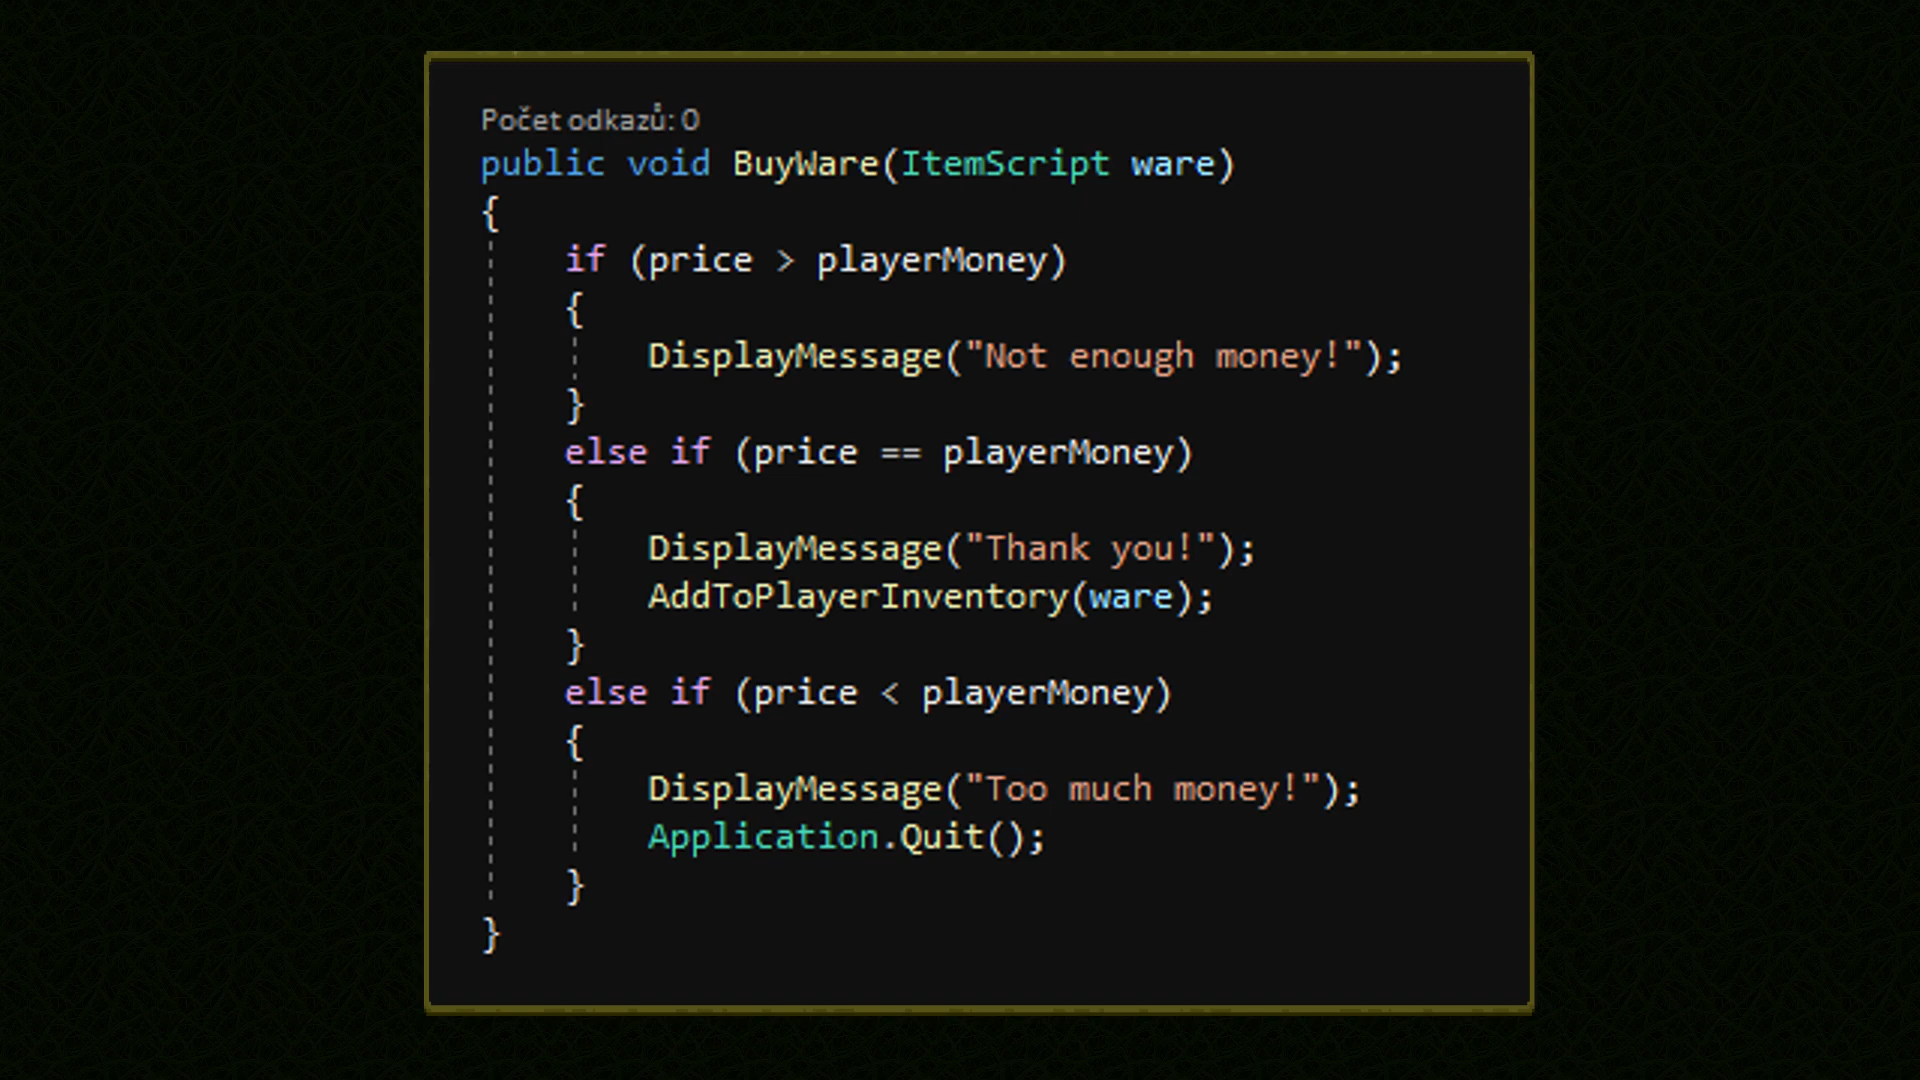 Počet odkazů: 0
public void BuyWare(ItemScript ware)
{
if (price > playerMoney)
{
DisplayMessage("Not enough money!");
}
else if (price == playerMoney)
{
DisplayMessage("Thank you!");
AddToPlayerInventory(ware);
}
else if (price < playerMoney)
{
DisplayMessage("Too much money!");
Application.Quit();
}
}